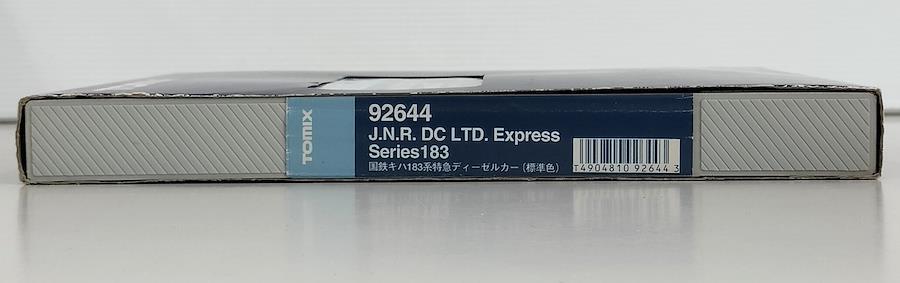 TOMIX
92644
J.N.R. DC LTD. Express
Series183
国鉄キハ183系特急ディーゼルカー(標準色)
T4904810 92644 3